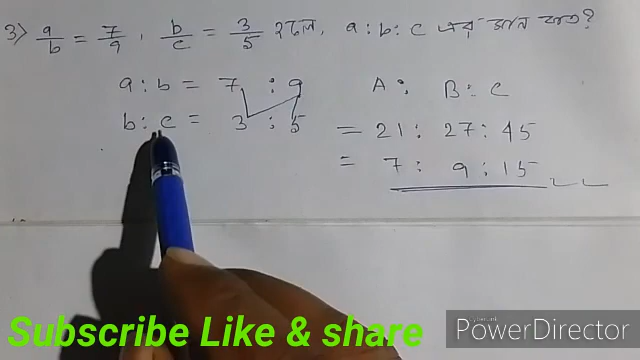 3) a/b = 7/9, b/c = 3/5 হলে, a : b : c এর মান কত?
a : b = 7 : 9
b : c = 3 : 5
A : B : C
= 21 : 27 : 45
= 7 : 9 : 15
Subscribe Like & share
CyberLink
PowerDirector